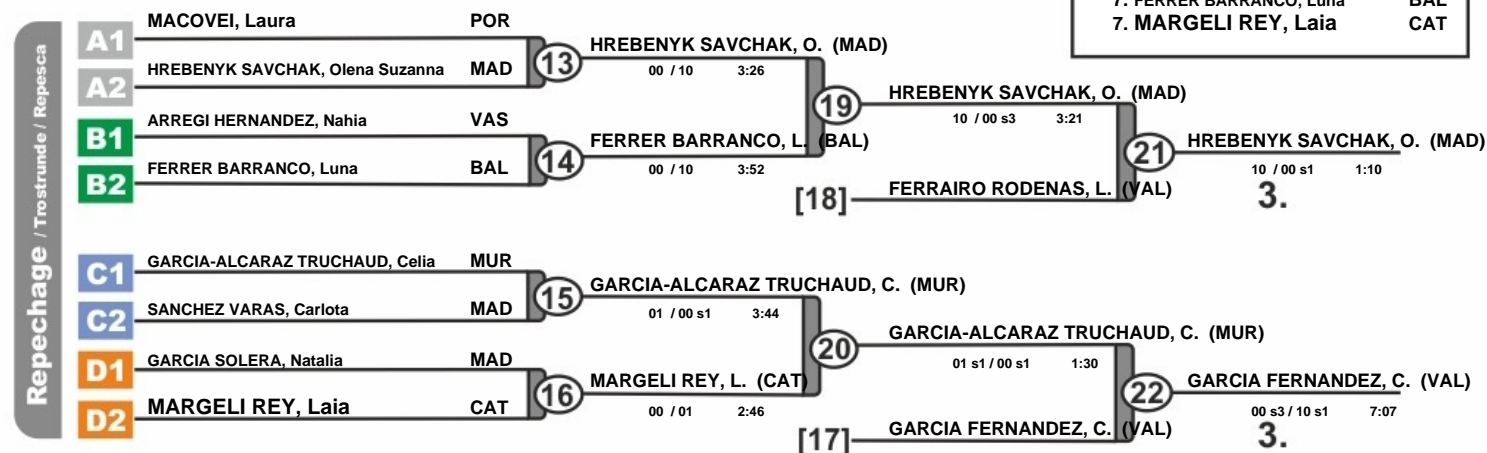 7. FERRER BARRANCO, Luna BAL
7. MARGELI REY, Laia CAT
Repechage / Trostrunde / Repesca
A1 MACOVEI, Laura POR
A2 HREBENYK SAVCHAK, Olena Suzanna MAD
13 HREBENYK SAVCHAK, O. (MAD)
00 / 10 3:26
B1 ARREGI HERNANDEZ, Nahia VAS
B2 FERRER BARRANCO, Luna BAL
14 FERRER BARRANCO, L. (BAL)
00 / 10 3:52
19 HREBENYK SAVCHAK, O. (MAD)
10 / 00 s3 3:21
[18] FERRAIRO RODENAS, L. (VAL)
21 HREBENYK SAVCHAK, O. (MAD)
10 / 00 s1 1:10
3.
C1 GARCIA-ALCARAZ TRUCHAUD, Celia MUR
C2 SANCHEZ VARAS, Carlota MAD
15 GARCIA-ALCARAZ TRUCHAUD, C. (MUR)
01 / 00 s1 3:44
D1 GARCIA SOLERA, Natalia MAD
D2 MARGELI REY, Laia CAT
16 MARGELI REY, L. (CAT)
00 / 01 2:46
20 GARCIA-ALCARAZ TRUCHAUD, C. (MUR)
01 s1 / 00 s1 1:30
[17] GARCIA FERNANDEZ, C. (VAL)
22 GARCIA FERNANDEZ, C. (VAL)
00 s3 / 10 s1 7:07
3.